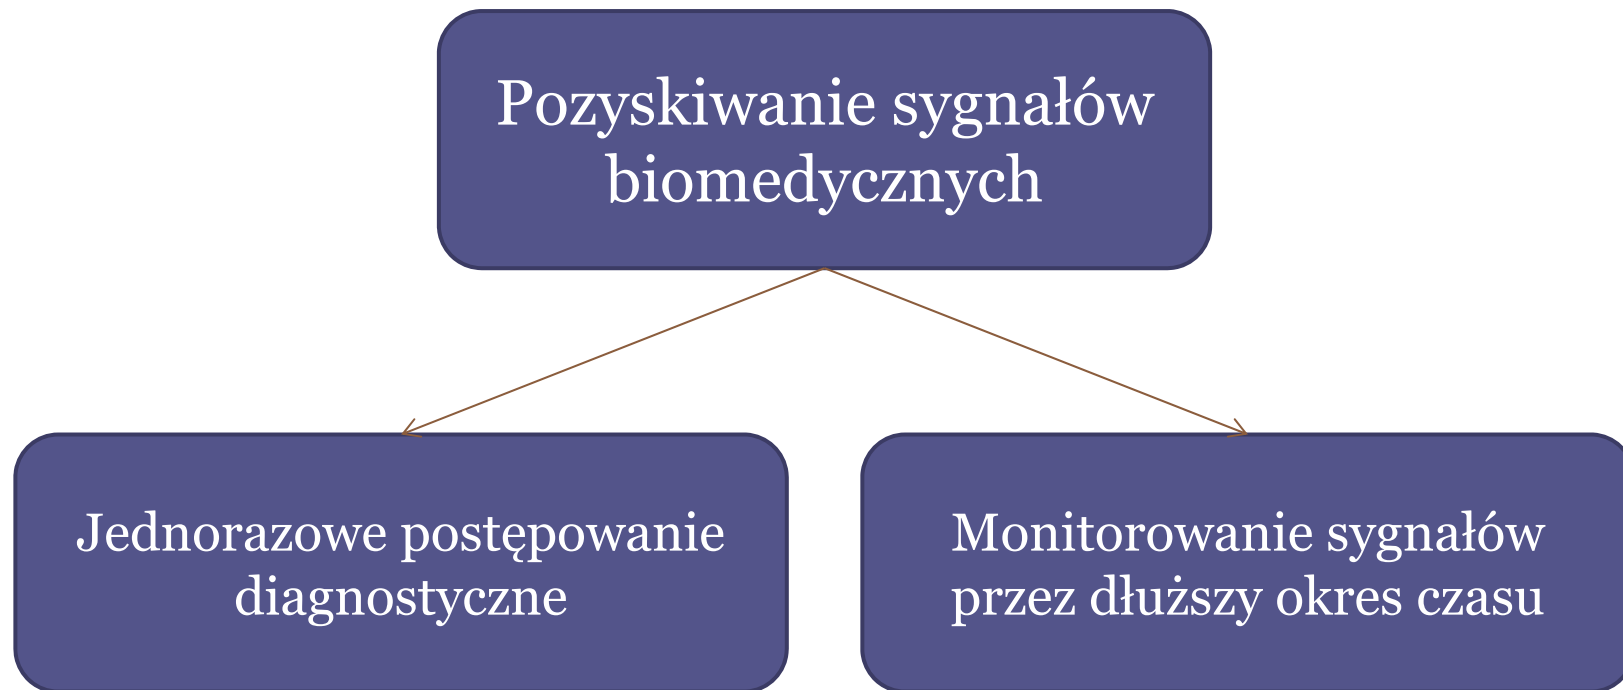 Pozyskiwanie sygnałów
biomedycznych
Jednorazowe postępowanie
diagnostyczne
Monitorowanie sygnałów
przez dłuższy okres czasu